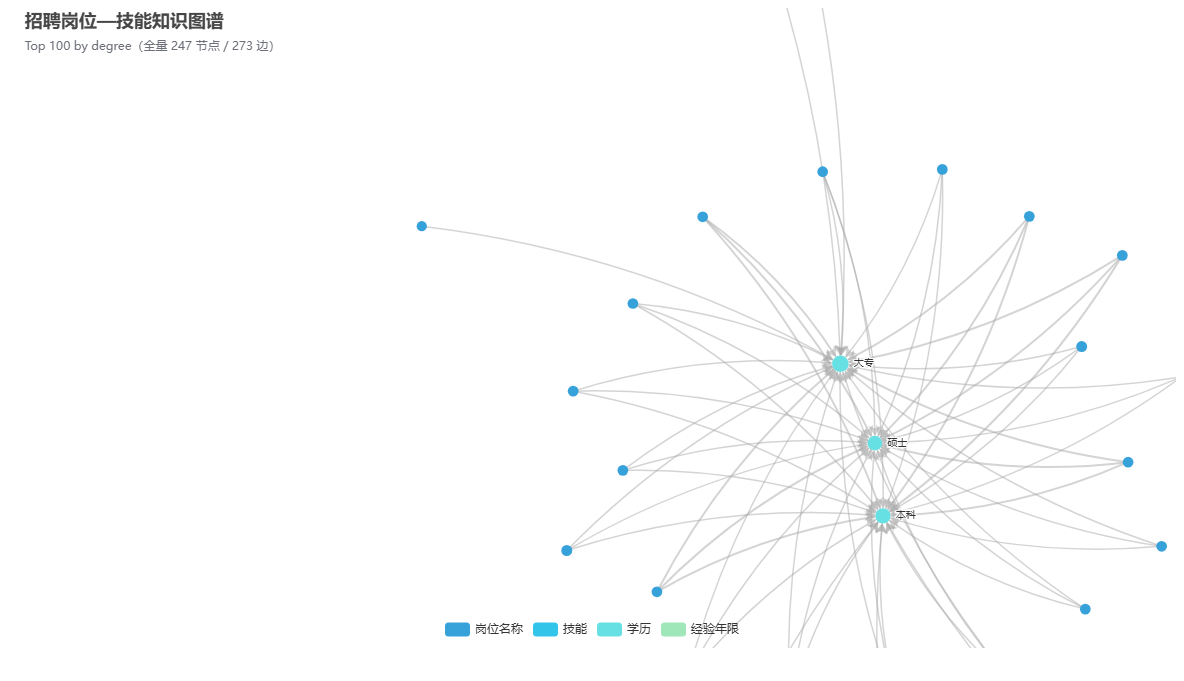 招聘岗位—技能知识图谱
Top 100 by degree（全量 247 节点 / 273 边）
大专
硕士
本科
岗位名称 技能 学历 经验年限